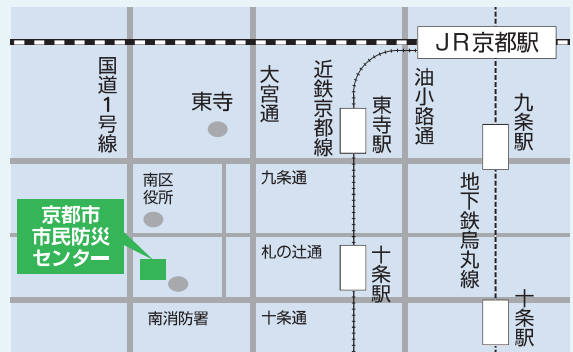 JR京都駅
国道1号線
東寺
大宮通
近鉄京都線
東寺駅
油小路通
九条駅
南区
役所
九条通
地下鉄烏丸線
京都市
市民防災
センター
札の辻通
十条駅
南消防署
十条通
十条駅